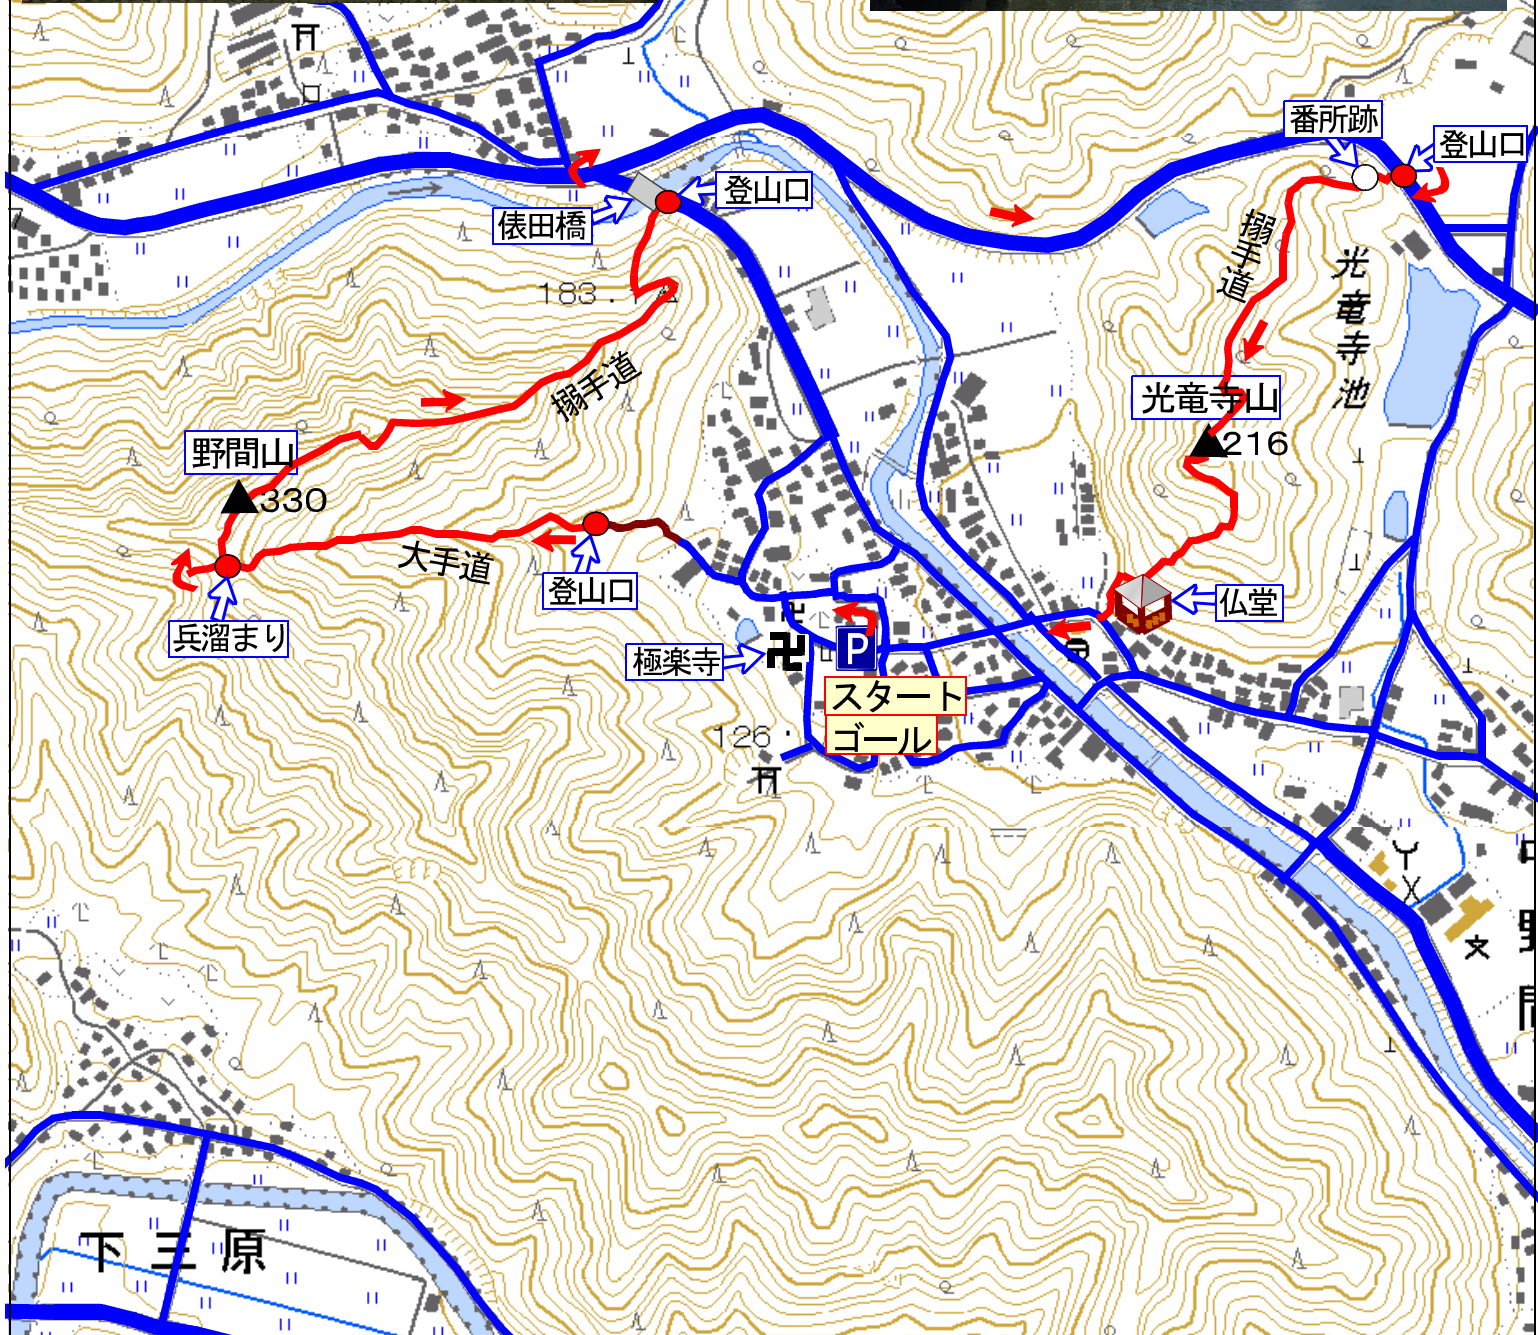 番所跡
登山口
登山口
俵田橋
搦手道
光竜寺池
183
搦手道
光竜寺山
216
野間山
330
大手道
登山口
仏堂
兵溜まり
極楽寺
P
スタート
ゴール
126
下三原